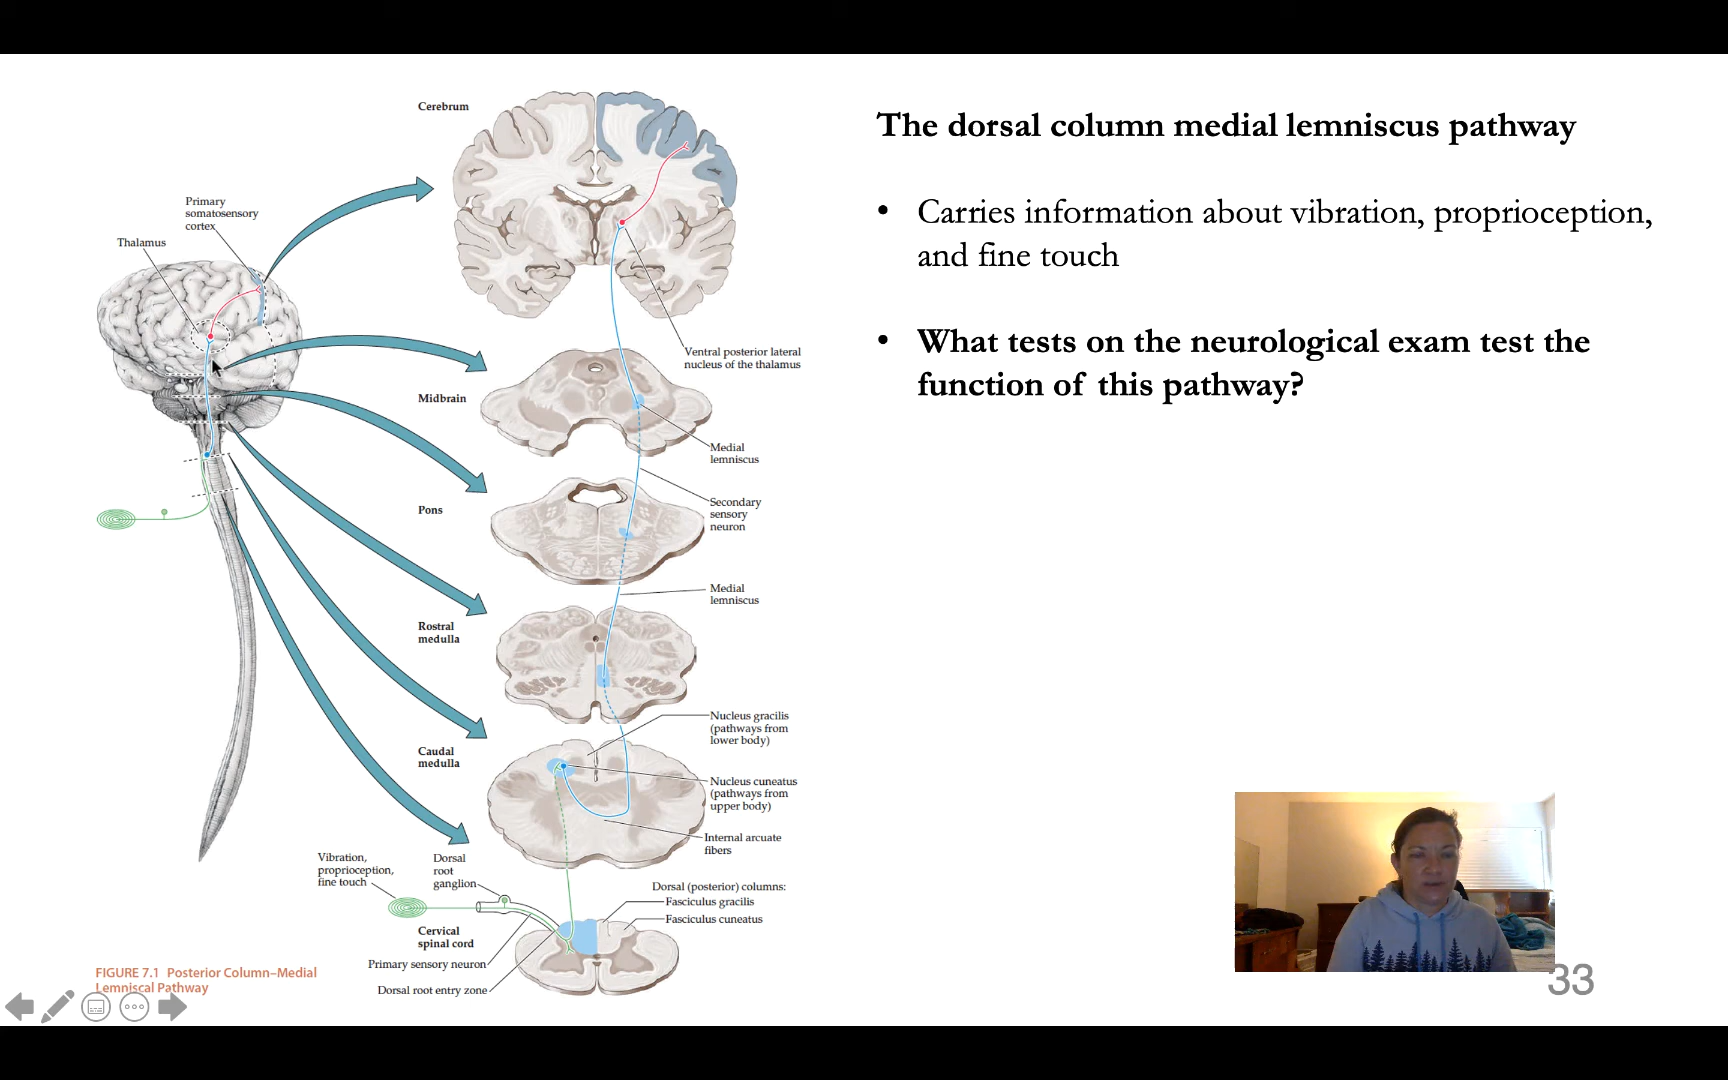 Cerebrum
Primary
somatosensory
cortex
Thalamus
Ventral posterior lateral
nucleus of the thalamus
Midbrain
Medial
lemniscus
Secondary
sensory
neuron
Pons
Medial
lemniscus
Rostral
medulla
Nucleus gracilis
(pathways from
lower body)
Caudal
medulla
Nucleus cuneatus
(pathways from
upper body)
Internal arcuate
fibers
Vibration,
proprioception,
fine touch
Dorsal
root
ganglion
Dorsal (posterior) columns:
Fasciculus gracilis
Fasciculus cuneatus
Cervical
spinal cord
Primary sensory neuron
Dorsal root entry zone
FIGURE 7.1 Posterior Column–Medial
Lemniscal Pathway
The dorsal column medial lemniscus pathway
• Carries information about vibration, proprioception,
and fine touch
• What tests on the neurological exam test the
function of this pathway?
33